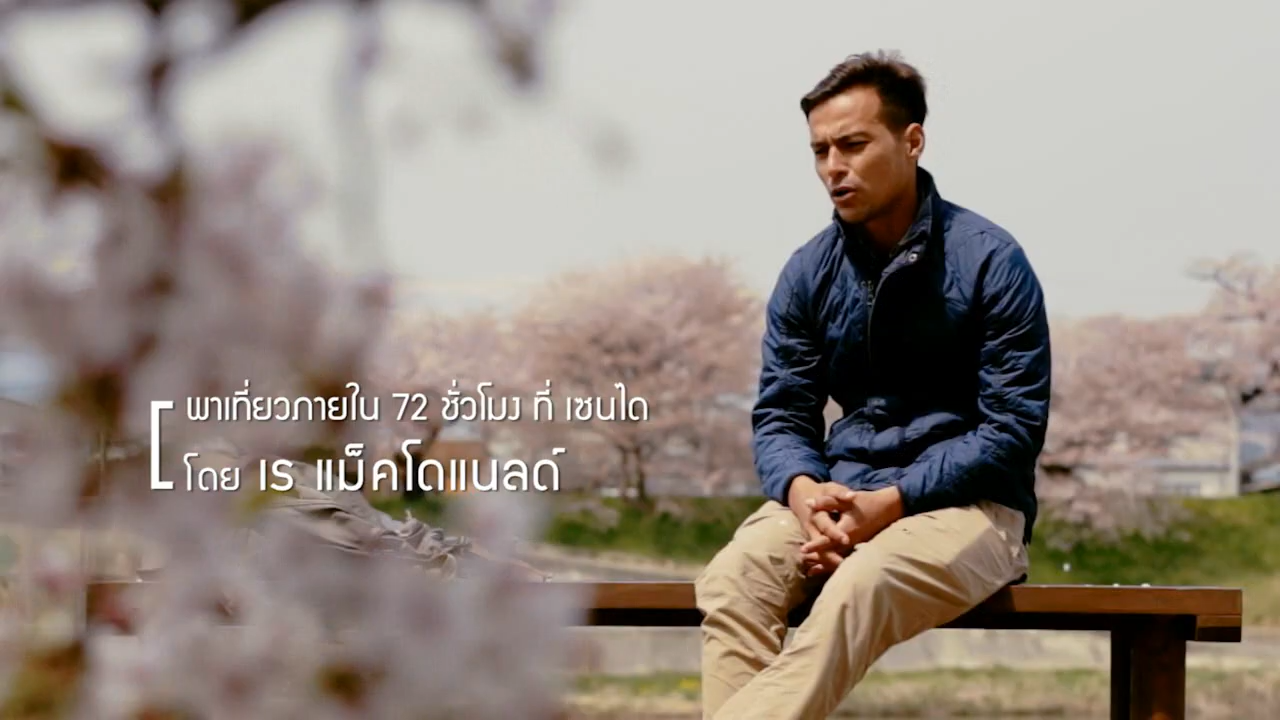 พาเที่ยวภายใน 72 ชั่วโมง ที่ เซนได
โดย เร แม็คโดแนลด์